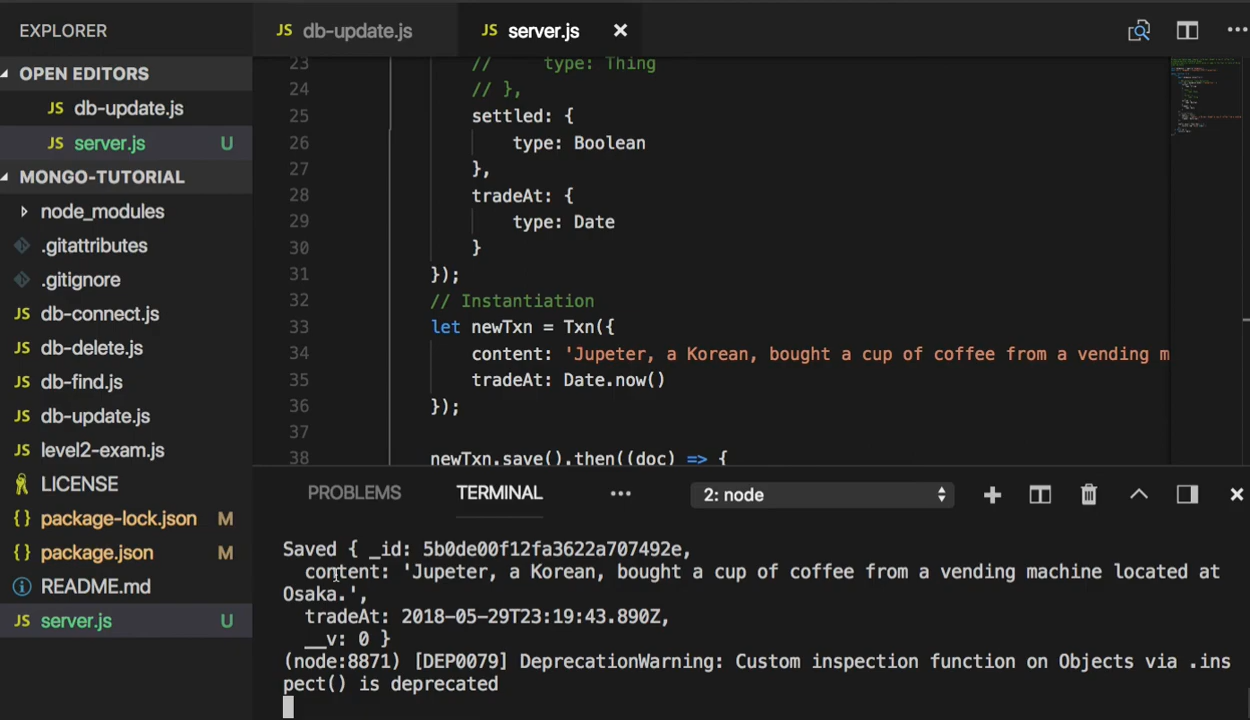 EXPLORER
OPEN EDITORS
JS db-update.js
JS server.js U
MONGO-TUTORIAL
node_modules
.gitattributes
.gitignore
JS db-connect.js
JS db-delete.js
JS db-find.js
JS db-update.js
JS level2-exam.js
LICENSE
{} package-lock.json M
{} package.json M
README.md
JS server.js U
JS db-update.js
JS server.js
23 // type: Thing
24 // },
25 settled: {
26 type: Boolean
27 },
28 tradeAt: {
29 type: Date
30 }
31 });
32 // Instantiation
33 let newTxn = Txn({
34 content: 'Jupeter, a Korean, bought a cup of coffee from a vending m
35 tradeAt: Date.now()
36 });
37
38 newTxn.save().then((doc) => {
PROBLEMS TERMINAL ••• 2: node
Saved { _id: 5b0de00f12fa3622a707492e,
content: 'Jupeter, a Korean, bought a cup of coffee from a vending machine located at
Osaka.',
tradeAt: 2018-05-29T23:19:43.890Z,
__v: 0 }
(node:8871) [DEP0079] DeprecationWarning: Custom inspection function on Objects via .ins
pect() is deprecated